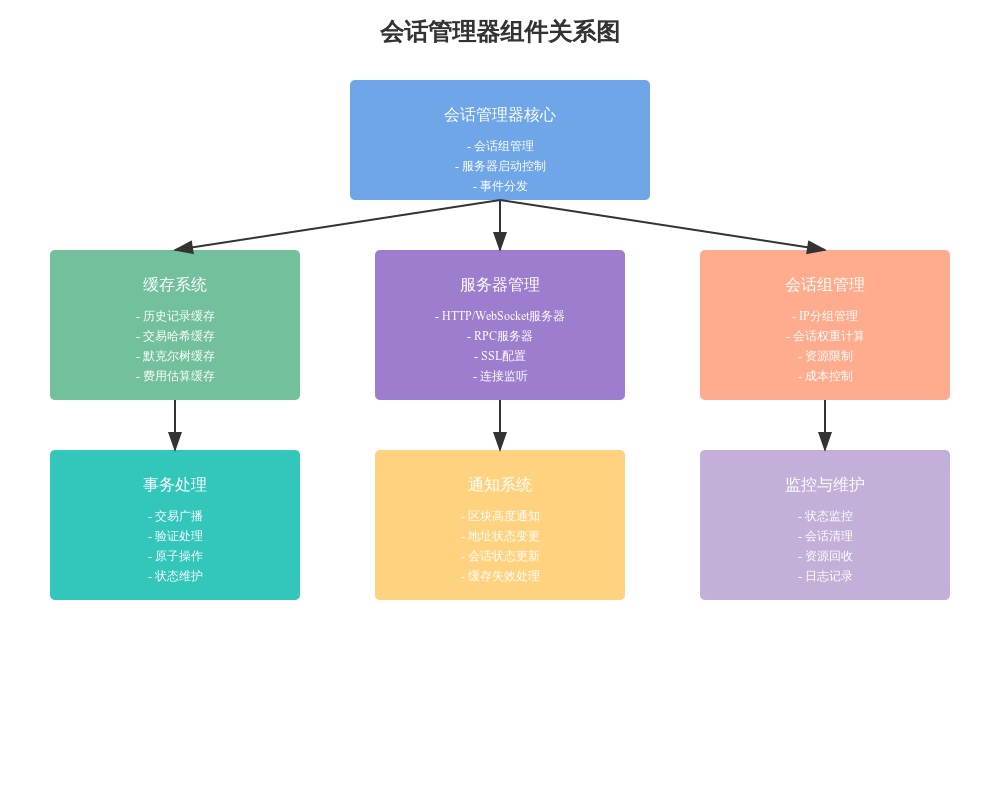 会话管理器组件关系图
会话管理器核心
- 会话组管理
- 服务器启动控制
- 事件分发
缓存系统
- 历史记录缓存
- 交易哈希缓存
- 默克尔树缓存
- 费用估算缓存
服务器管理
- HTTP/WebSocket服务器
- RPC服务器
- SSL配置
- 连接监听
会话组管理
- IP分组管理
- 会话权重计算
- 资源限制
- 成本控制
事务处理
- 交易广播
- 验证处理
- 原子操作
- 状态维护
通知系统
- 区块高度通知
- 地址状态变更
- 会话状态更新
- 缓存失效处理
监控与维护
- 状态监控
- 会话清理
- 资源回收
- 日志记录